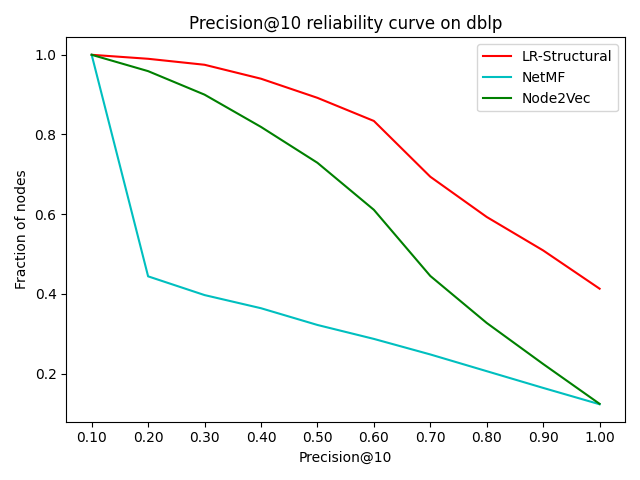 Precision@10 reliability curve on dblp
LR-Structural
NetMF
Node2Vec
Fraction of nodes
1.0
0.8
0.6
0.4
0.2
0.10 0.20 0.30 0.40 0.50 0.60 0.70 0.80 0.90 1.00
Precision@10